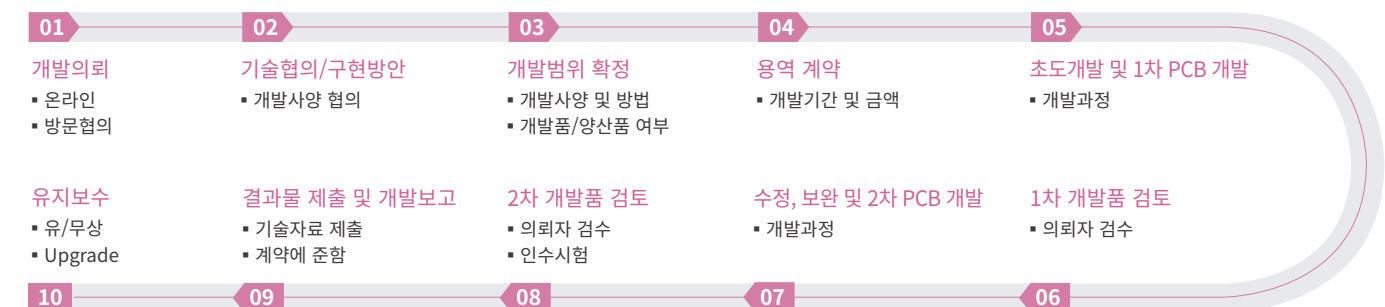 01
개발의뢰
▪ 온라인
▪ 방문협의
02
기술협의/구현방안
▪ 개발사양 협의
03
개발범위 확정
▪ 개발사양 및 방법
▪ 개발품/양산품 여부
04
용역 계약
▪ 개발기간 및 금액
05
초도개발 및 1차 PCB 개발
▪ 개발과정
1차 개발품 검토
▪ 의뢰자 검수
06
수정, 보완 및 2차 PCB 개발
▪ 개발과정
07
2차 개발품 검토
▪ 의뢰자 검수
▪ 인수시험
08
결과물 제출 및 개발보고
▪ 기술자료 제출
▪ 계약에 준함
09
유지보수
▪ 유/무상
▪ Upgrade
10